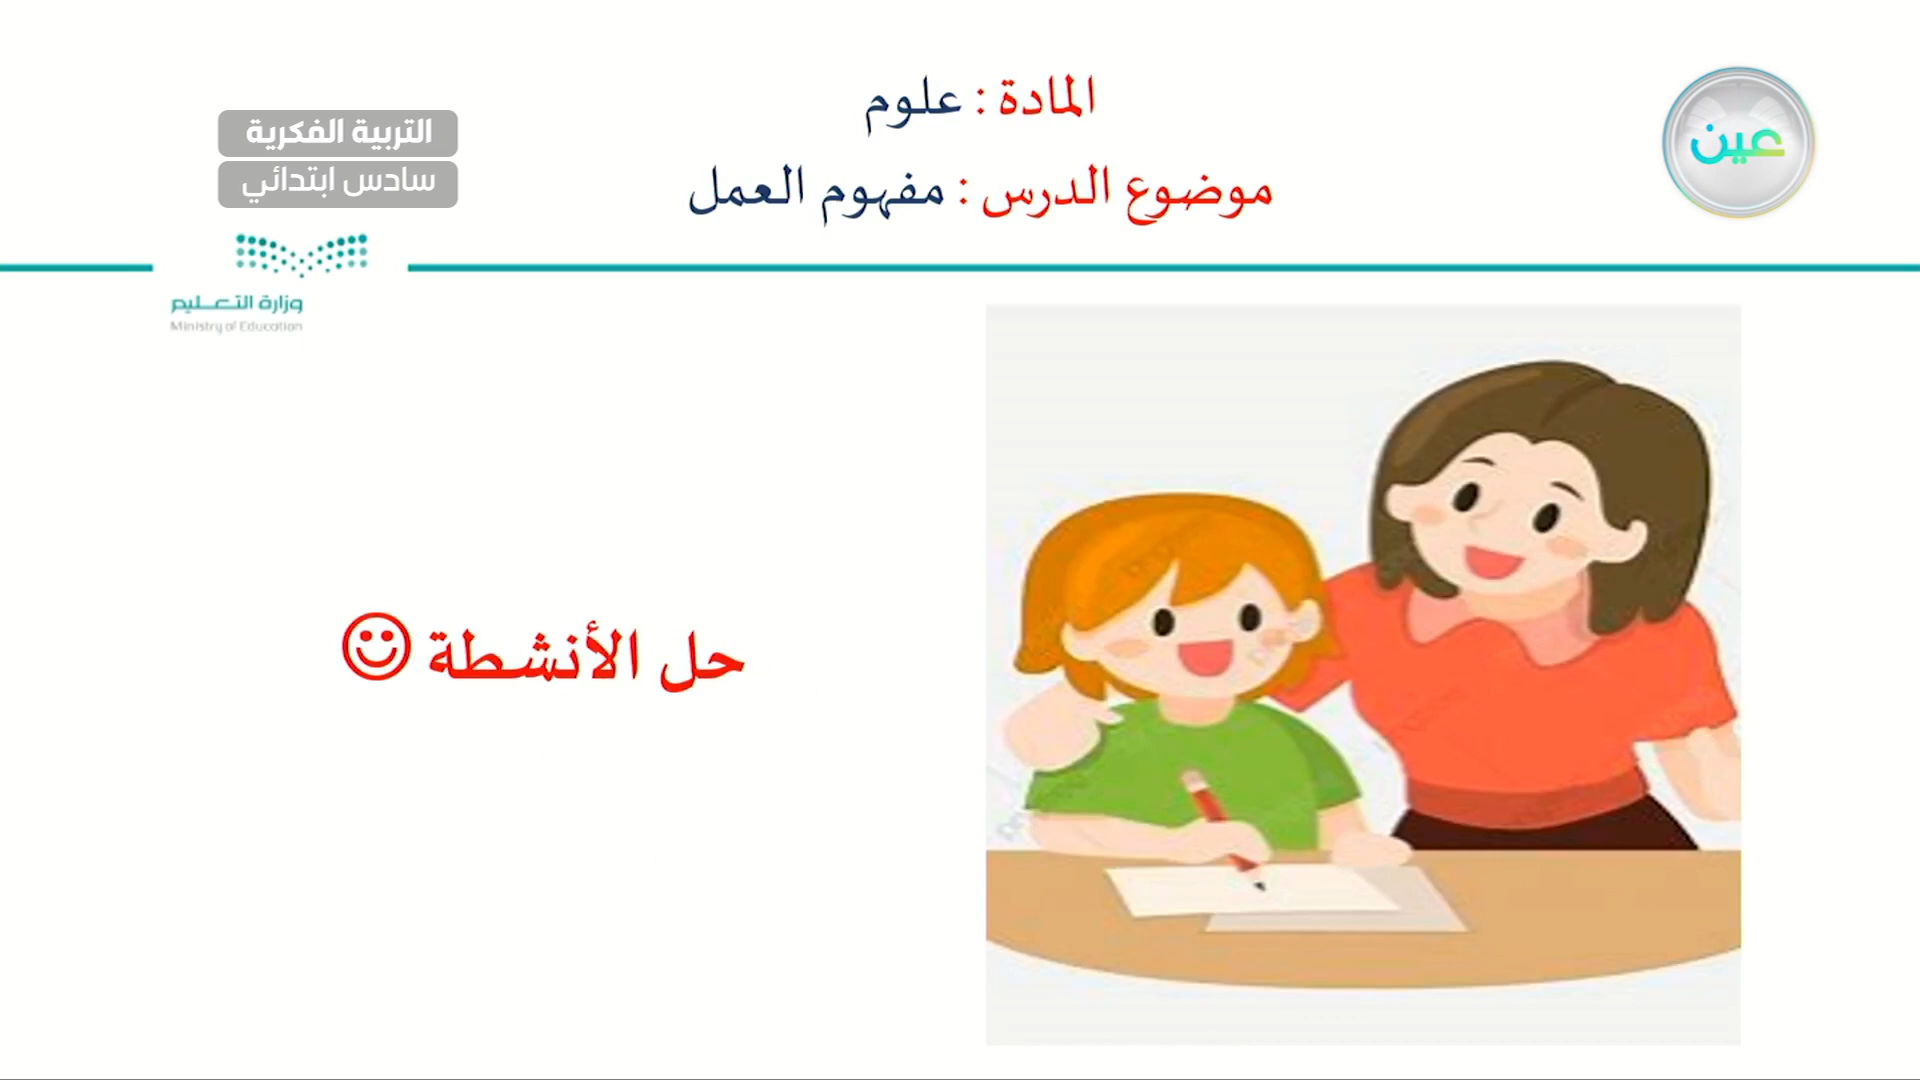 المادة : علوم
موضوع الدرس : مفهوم العمل
عين
التربية الفكرية
سادس ابتدائي
وزارة التعليم
Ministry of Education
حل الأنشطة ☺